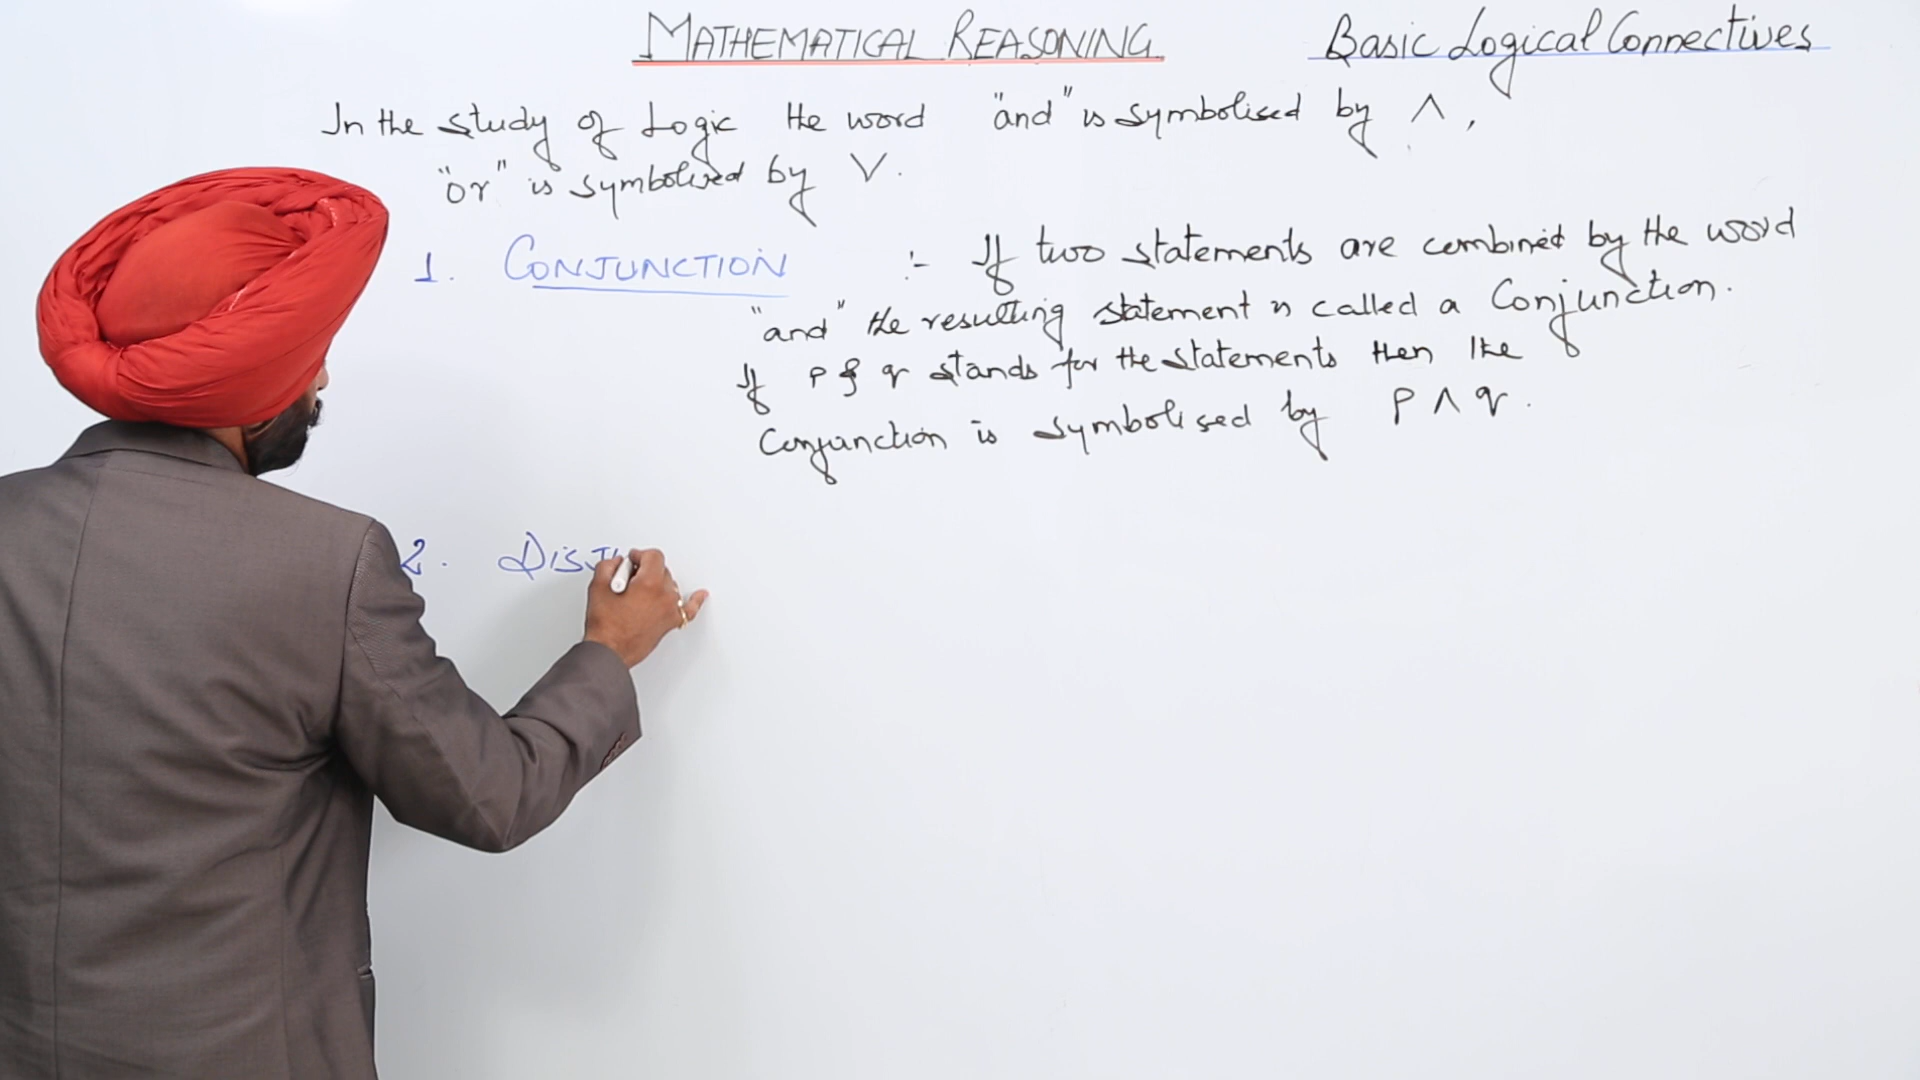 MATHEMATICAL REASONING. Basic Logical Connectives
In the study of Logic the word "and" is symbolised by ∧,
"or" is symbolised by ∨.
1. CONJUNCTION :- If two statements are combined by the word
"and" the resulting statement is called a Conjunction.
If p & q stands for the statements then the
Conjunction is symbolised by p ∧ q.
2. DISJ